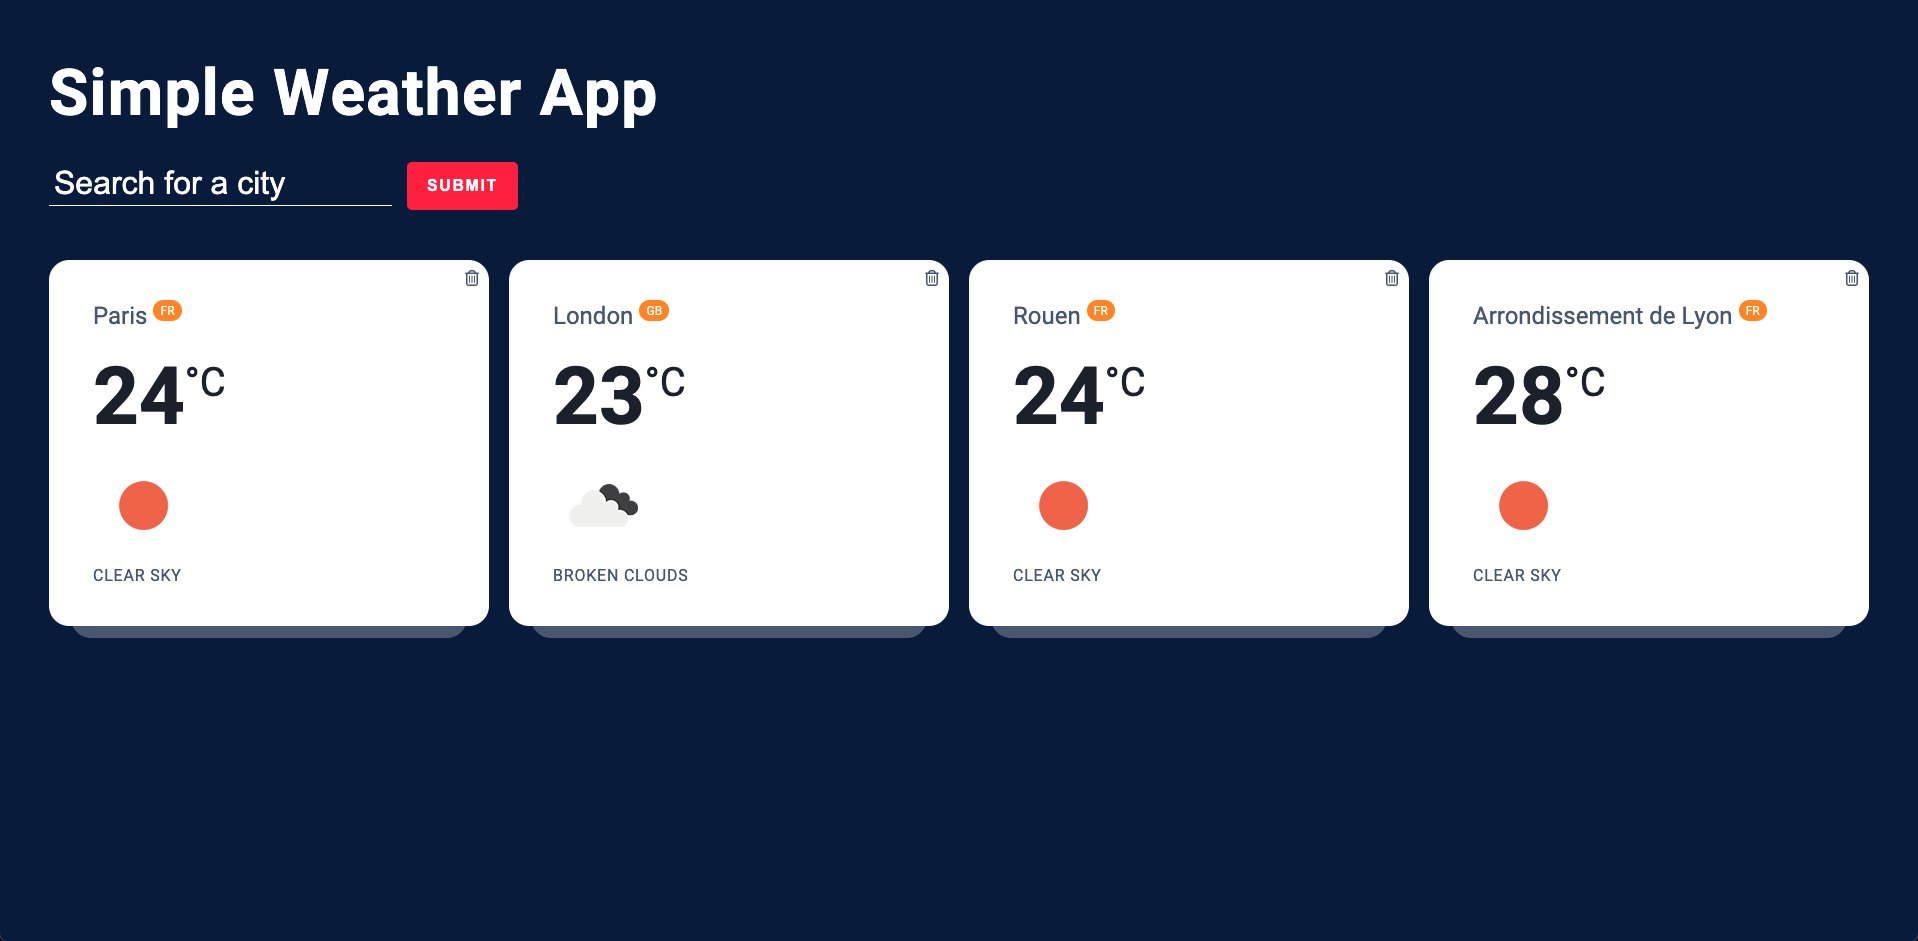 Simple Weather App
Search for a city
SUBMIT
Paris FR
24°C
CLEAR SKY
London GB
23°C
BROKEN CLOUDS
Rouen FR
24°C
CLEAR SKY
Arrondissement de Lyon FR
28°C
CLEAR SKY